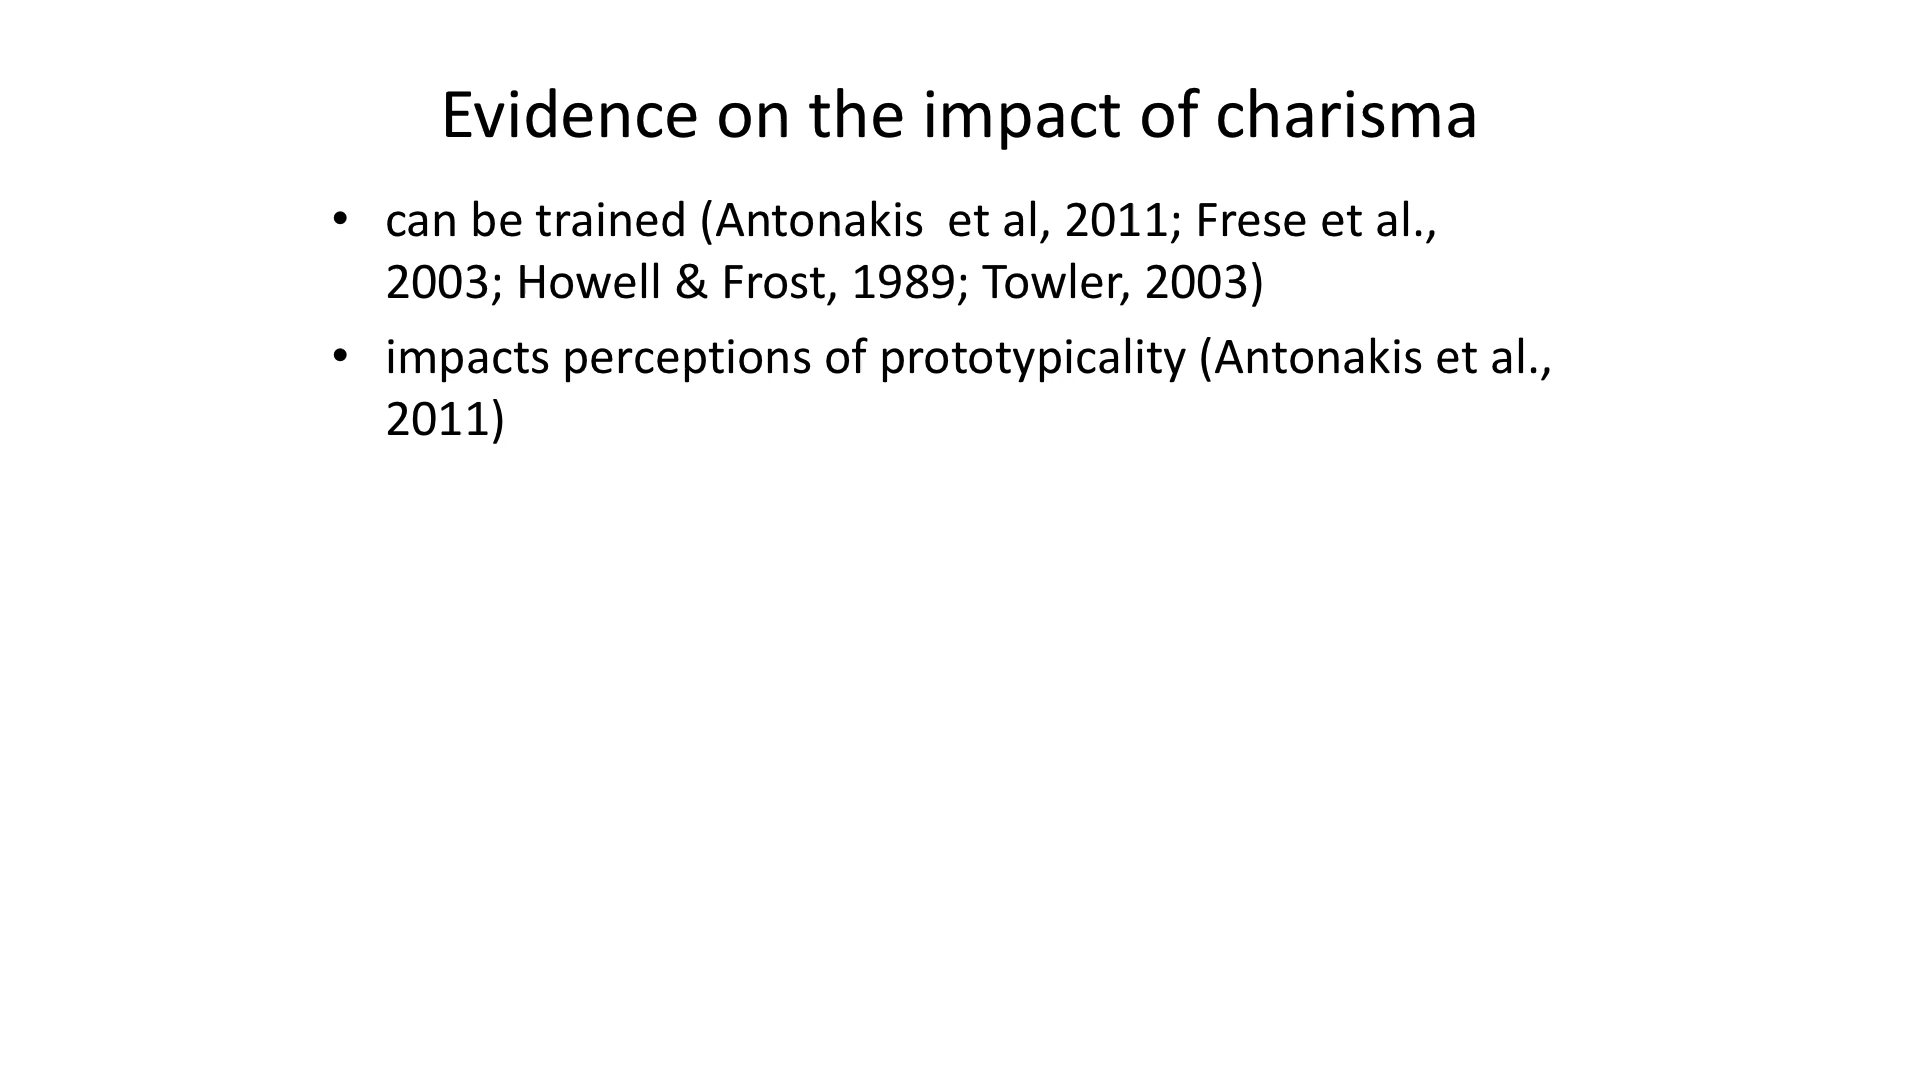 Evidence on the impact of charisma
• can be trained (Antonakis  et al, 2011; Frese et al.,
2003; Howell & Frost, 1989; Towler, 2003)
• impacts perceptions of prototypicality (Antonakis et al.,
2011)